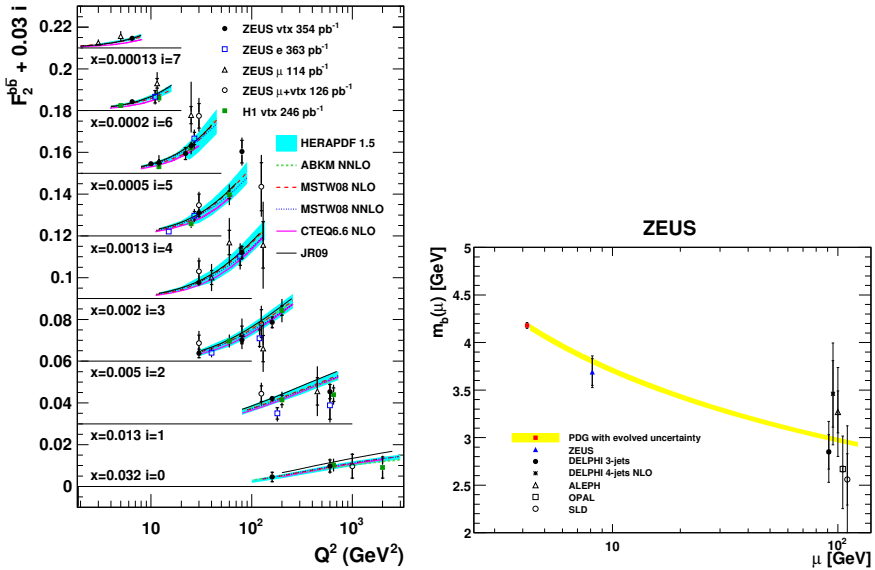 F₂ᵇᵇ̅ + 0.03 i
0.22
0.2
0.18
0.16
0.14
0.12
0.1
0.08
0.06
0.04
0.02
0
x=0.00013 i=7
x=0.0002 i=6
x=0.0005 i=5
x=0.0013 i=4
x=0.002 i=3
x=0.005 i=2
x=0.013 i=1
x=0.032 i=0
ZEUS vtx 354 pb⁻¹
ZEUS e 363 pb⁻¹
ZEUS μ 114 pb⁻¹
ZEUS μ+vtx 126 pb⁻¹
H1 vtx 246 pb⁻¹
HERAPDF 1.5
ABKM NNLO
MSTW08 NLO
MSTW08 NNLO
CTEQ6.6 NLO
JR09
10
10²
10³
Q² (GeV²)
ZEUS
m_b(μ) [GeV]
5
4.5
4
3.5
3
2.5
2
PDG with evolved uncertainty
ZEUS
DELPHI 3-jets
DELPHI 4-jets NLO
ALEPH
OPAL
SLD
10
10²
μ [GeV]